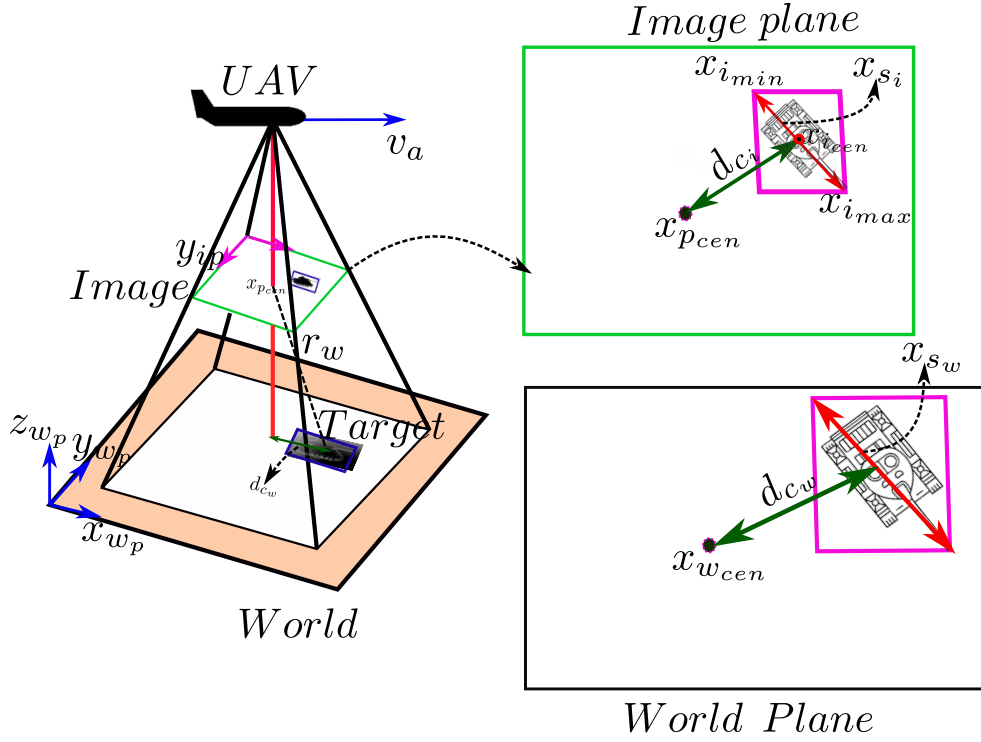 Image plane
UAV
v_a
x_{i_{min}}
x_{s_i}
x_{i_{cen}}
d_{c_i}
x_{i_{max}}
x_{p_{cen}}
y_{ip}
Image
x_{p_{cen}}
r_w
x_{s_w}
Target
z_{w_p}
y_{w_p}
d_{c_w}
x_{w_p}
d_{c_w}
x_{w_{cen}}
World
World Plane